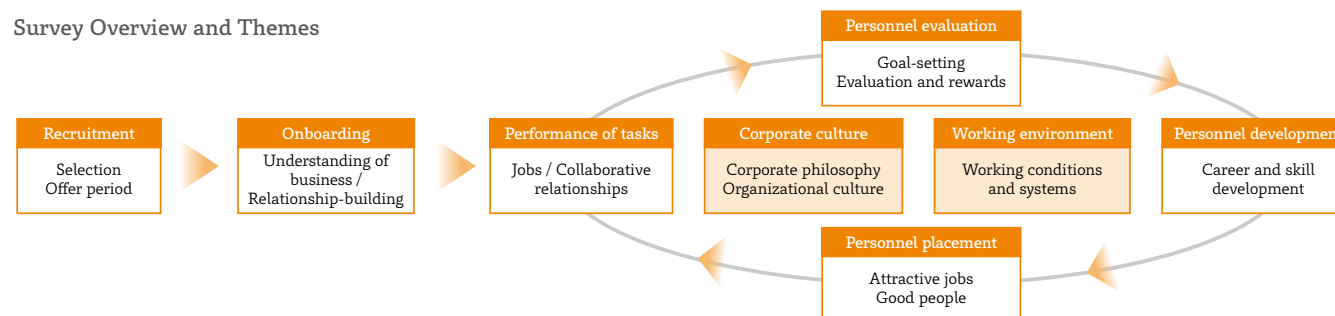 Survey Overview and Themes
Recruitment
Selection
Offer period
Onboarding
Understanding of
business /
Relationship-building
Performance of tasks
Jobs / Collaborative
relationships
Personnel evaluation
Goal-setting
Evaluation and rewards
Corporate culture
Corporate philosophy
Organizational culture
Working environment
Working conditions
and systems
Personnel development
Career and skill
development
Personnel placement
Attractive jobs
Good people